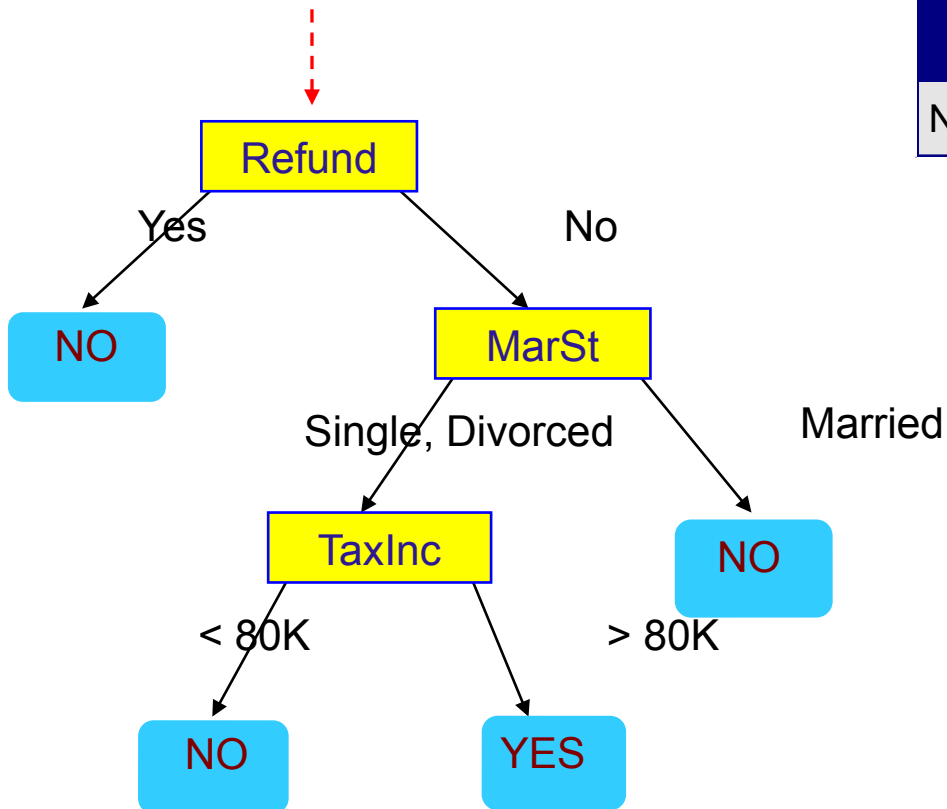 Refund
Yes
No
NO
MarSt
Single, Divorced
Married
TaxInc
NO
< 80K
> 80K
NO
YES